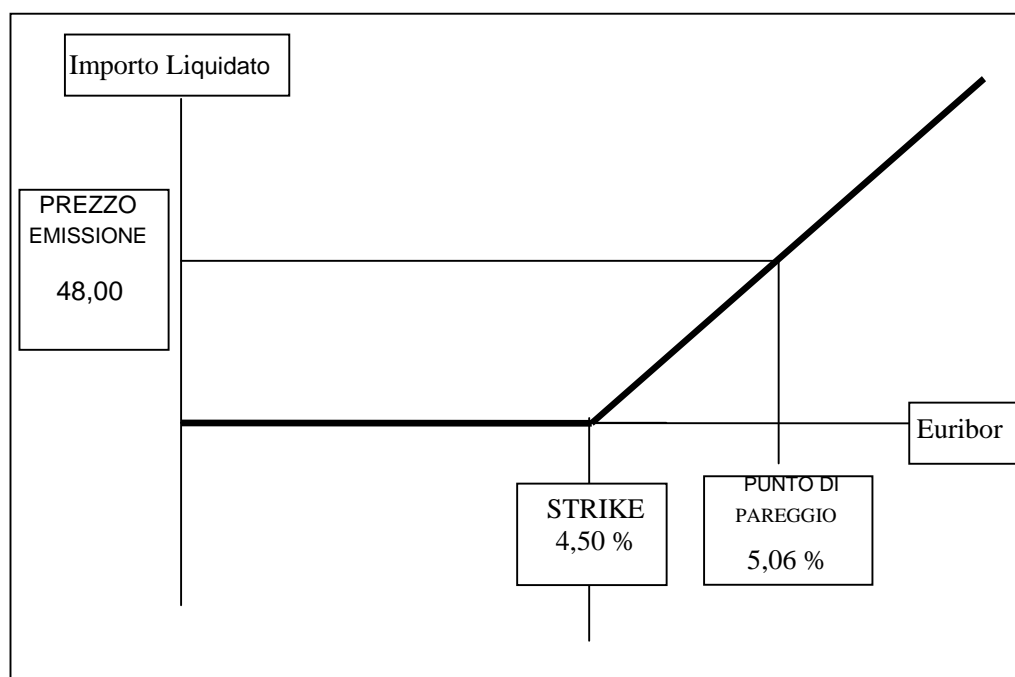 Importo Liquidato
PREZZO
EMISSIONE
48,00
Euribor
STRIKE
4,50 %
PUNTO DI
PAREGGIO
5,06 %